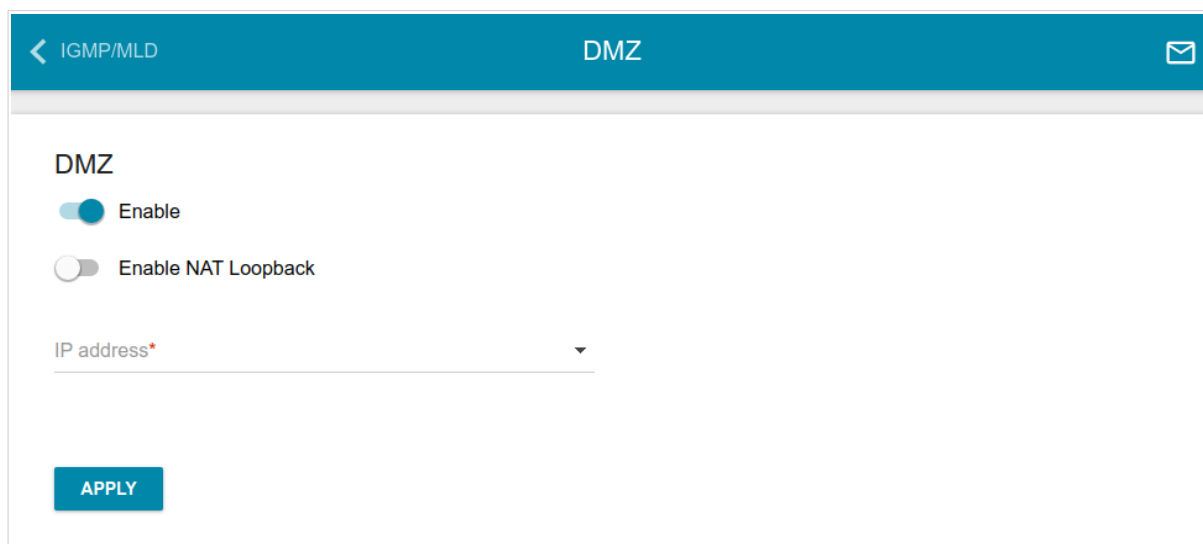 IGMP/MLD
DMZ
DMZ
Enable
Enable NAT Loopback
IP address*
APPLY